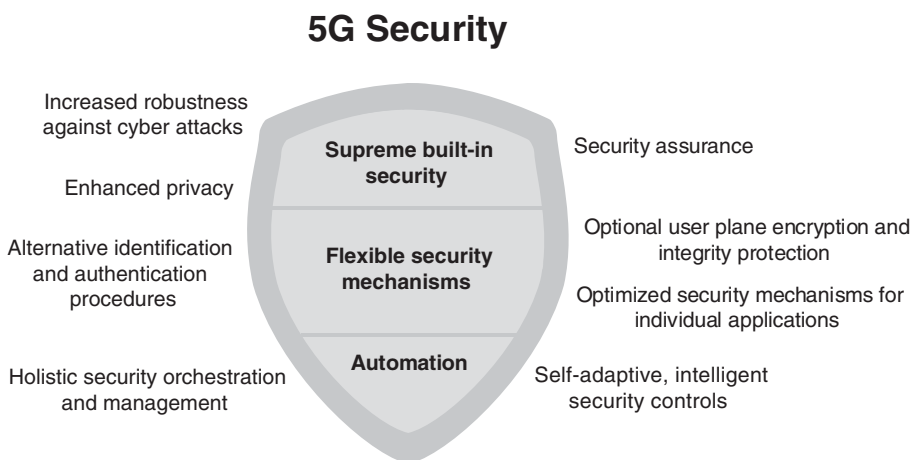 5G Security
Increased robustness
against cyber attacks
Enhanced privacy
Alternative identification
and authentication
procedures
Holistic security orchestration
and management
Supreme built-in
security
Flexible security
mechanisms
Automation
Security assurance
Optional user plane encryption and
integrity protection
Optimized security mechanisms for
individual applications
Self-adaptive, intelligent
security controls